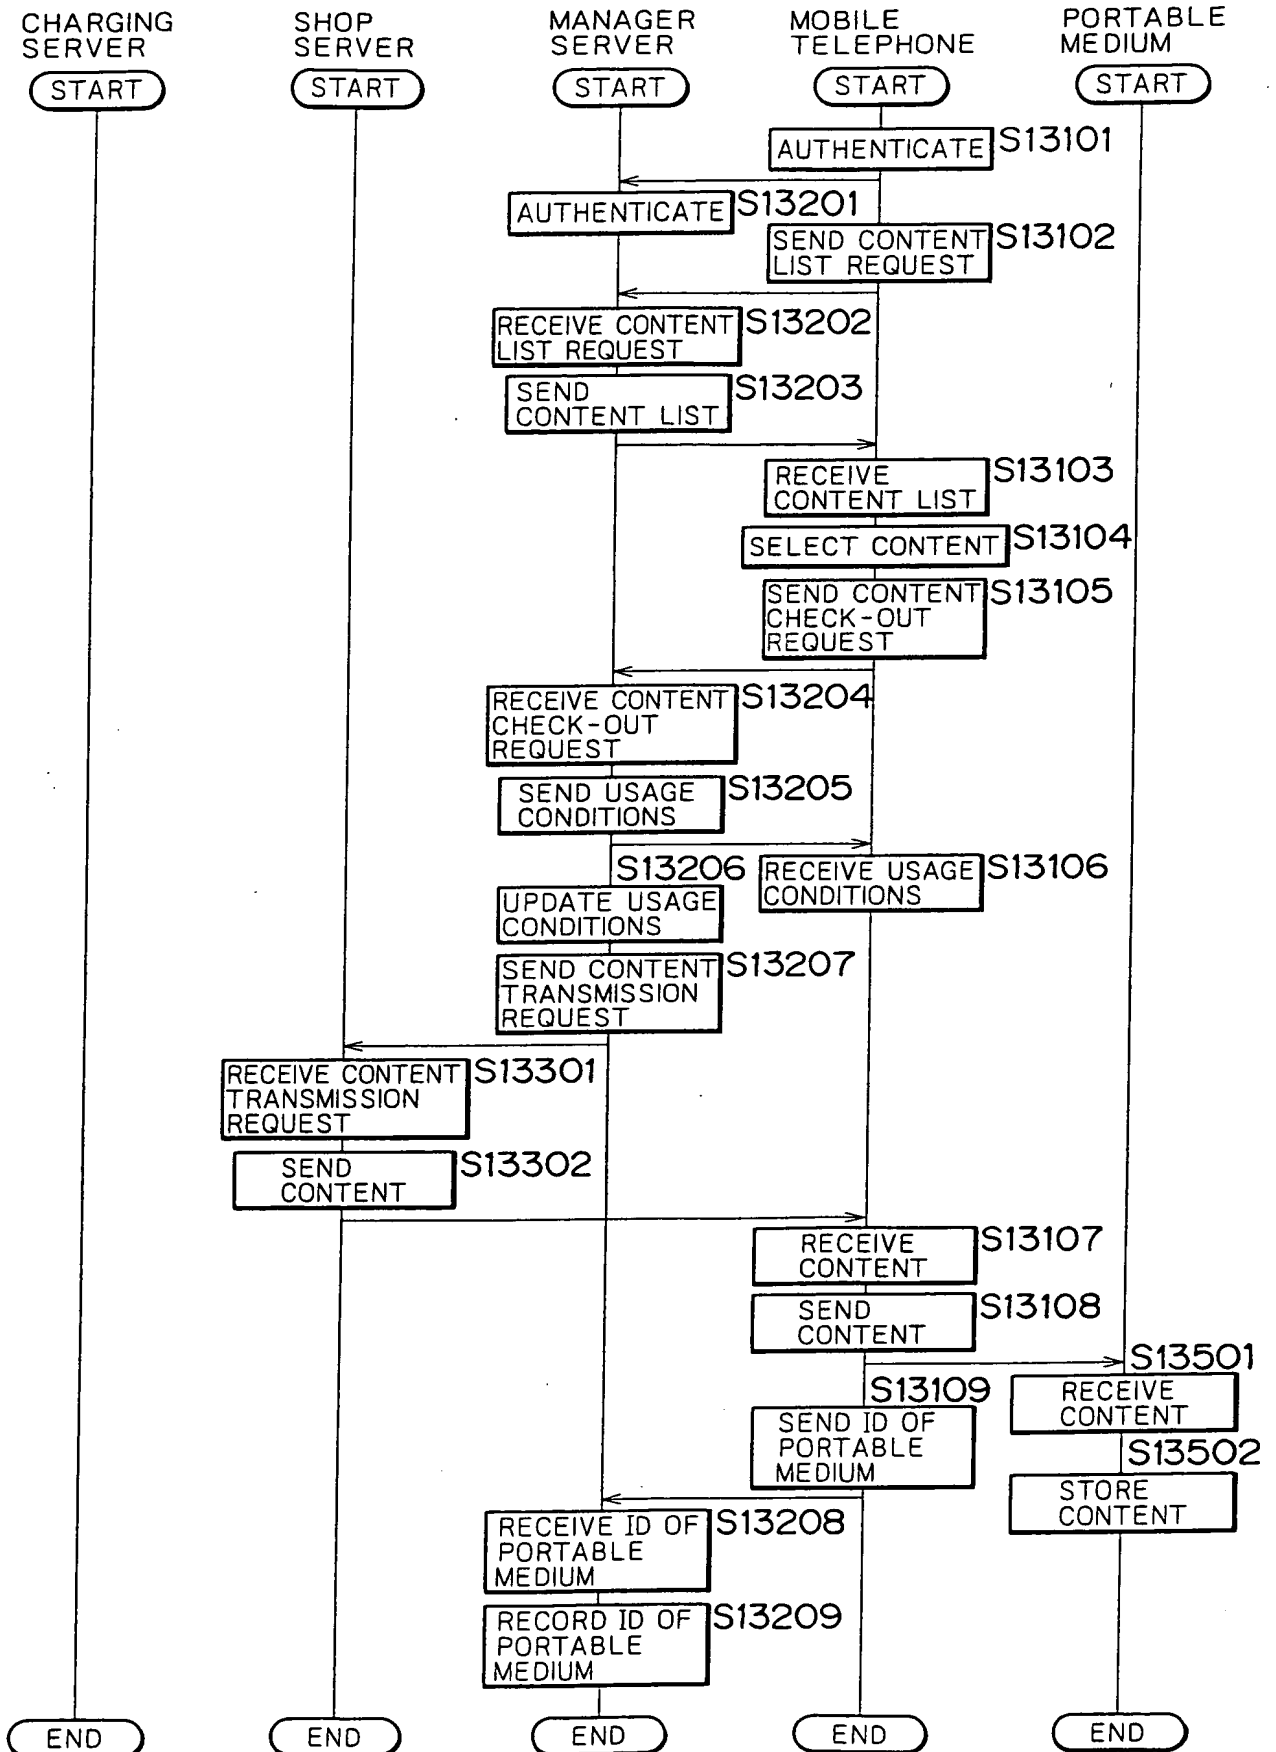 CHARGING
SERVER
SHOP
SERVER
MANAGER
SERVER
MOBILE
TELEPHONE
PORTABLE
MEDIUM
START
START
START
START
START
AUTHENTICATE
S13101
AUTHENTICATE
S13201
SEND CONTENT
LIST REQUEST
S13102
RECEIVE CONTENT
LIST REQUEST
S13202
SEND
CONTENT LIST
S13203
RECEIVE
CONTENT LIST
S13103
SELECT CONTENT
S13104
SEND CONTENT
CHECK-OUT
REQUEST
S13105
RECEIVE CONTENT
CHECK-OUT
REQUEST
S13204
SEND USAGE
CONDITIONS
S13205
S13206
UPDATE USAGE
CONDITIONS
RECEIVE USAGE
CONDITIONS
S13106
SEND CONTENT
TRANSMISSION
REQUEST
S13207
RECEIVE CONTENT
TRANSMISSION
REQUEST
S13301
SEND
CONTENT
S13302
RECEIVE
CONTENT
S13107
SEND
CONTENT
S13108
S13501
RECEIVE
CONTENT
S13109
SEND ID OF
PORTABLE
MEDIUM
S13502
STORE
CONTENT
RECEIVE ID OF
PORTABLE
MEDIUM
S13208
RECORD ID OF
PORTABLE
MEDIUM
S13209
END
END
END
END
END